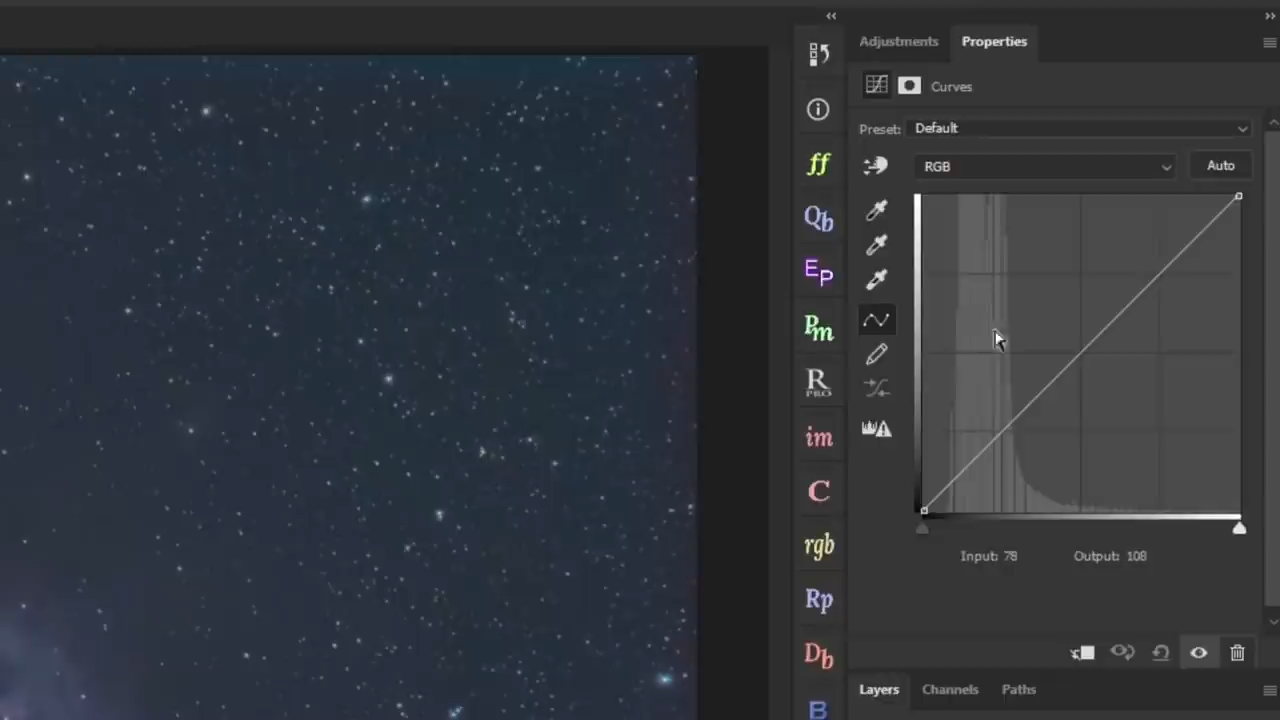 Adjustments Properties
Curves
Preset: Default
RGB Auto
ff
Qb
EP
Pm
R
PRO
im
C
rgb
Rp
Db
B
Input: 78 Output: 108
Layers Channels Paths